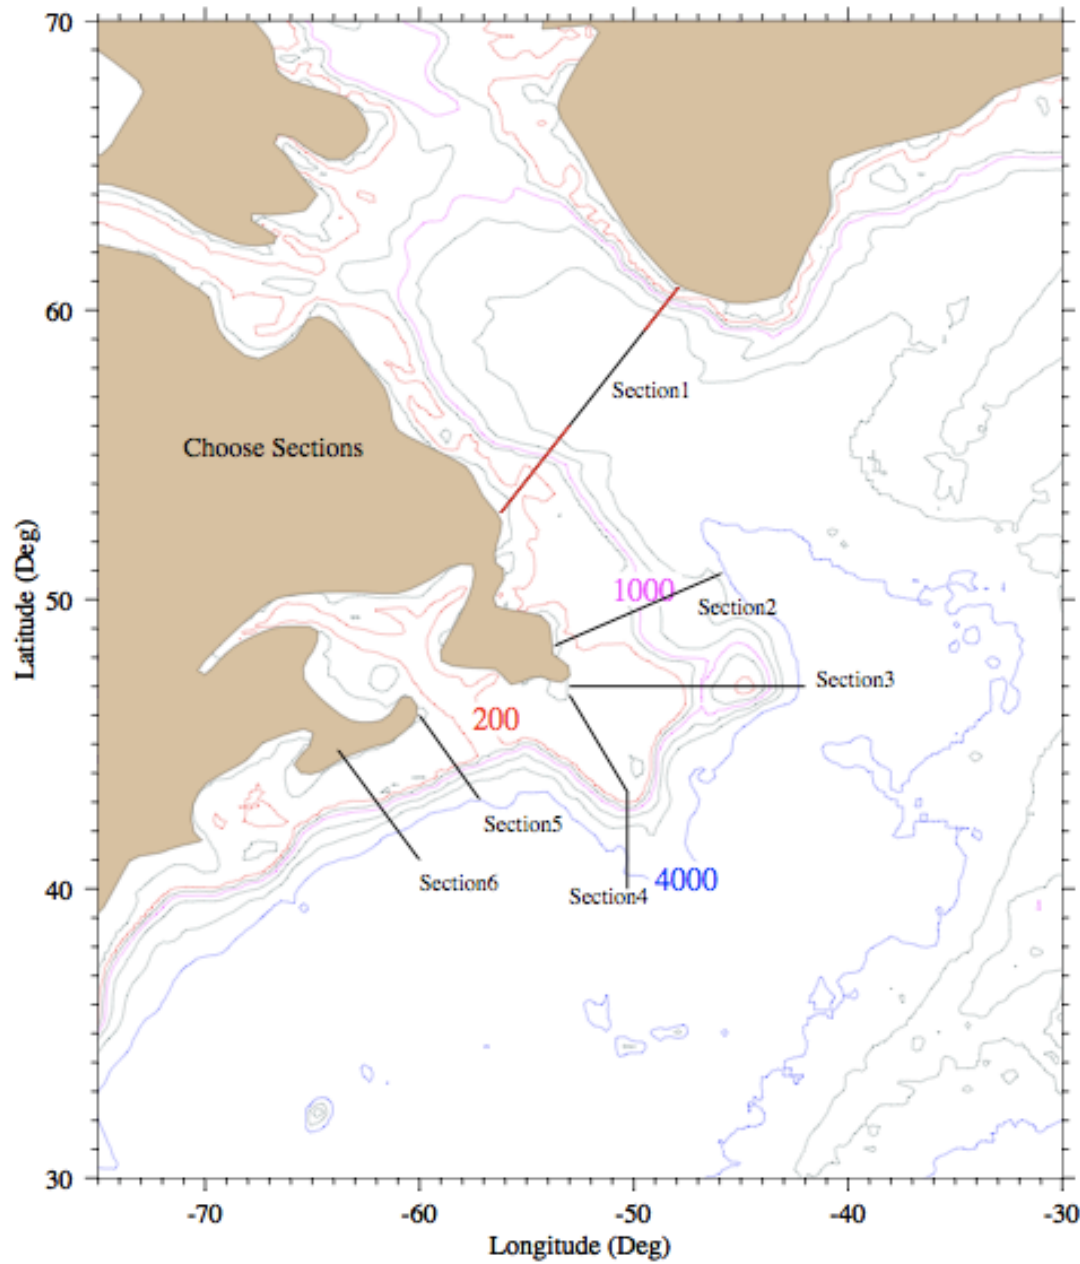 70
60
50
40
30
Latitude (Deg)
Section1
Choose Sections
1000
Section2
Section3
200
Section5
Section6
Section4
4000
-70
-60
-50
-40
-30
Longitude (Deg)